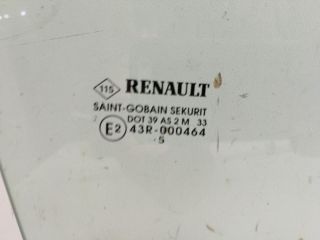 115 RENAULT
SAINT-GOBAIN SEKURIT
DOT 39 AS 2 M 33
E2 43R-000464
5